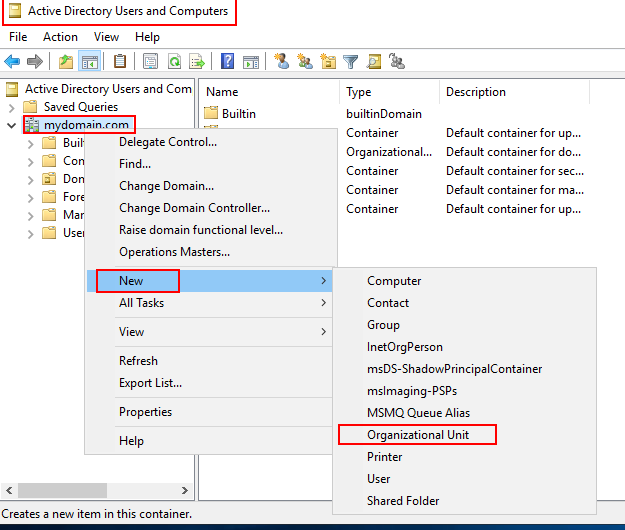 Active Directory Users and Computers
File Action View Help
Active Directory Users and Com
Saved Queries
mydomain.com
Buil
Com
Dom
Fore
Man
User
Name Type Description
Builtin builtinDomain
Container Default container for up...
Organizational... Default container for do...
Container Default container for sec...
Container Default container for ma...
Container Default container for up...
Delegate Control...
Find...
Change Domain...
Change Domain Controller...
Raise domain functional level...
Operations Masters...
New
All Tasks
View
Refresh
Export List...
Properties
Help
Computer
Contact
Group
InetOrgPerson
msDS-ShadowPrincipalContainer
msImaging-PSPs
MSMQ Queue Alias
Organizational Unit
Printer
User
Shared Folder
Creates a new item in this container.